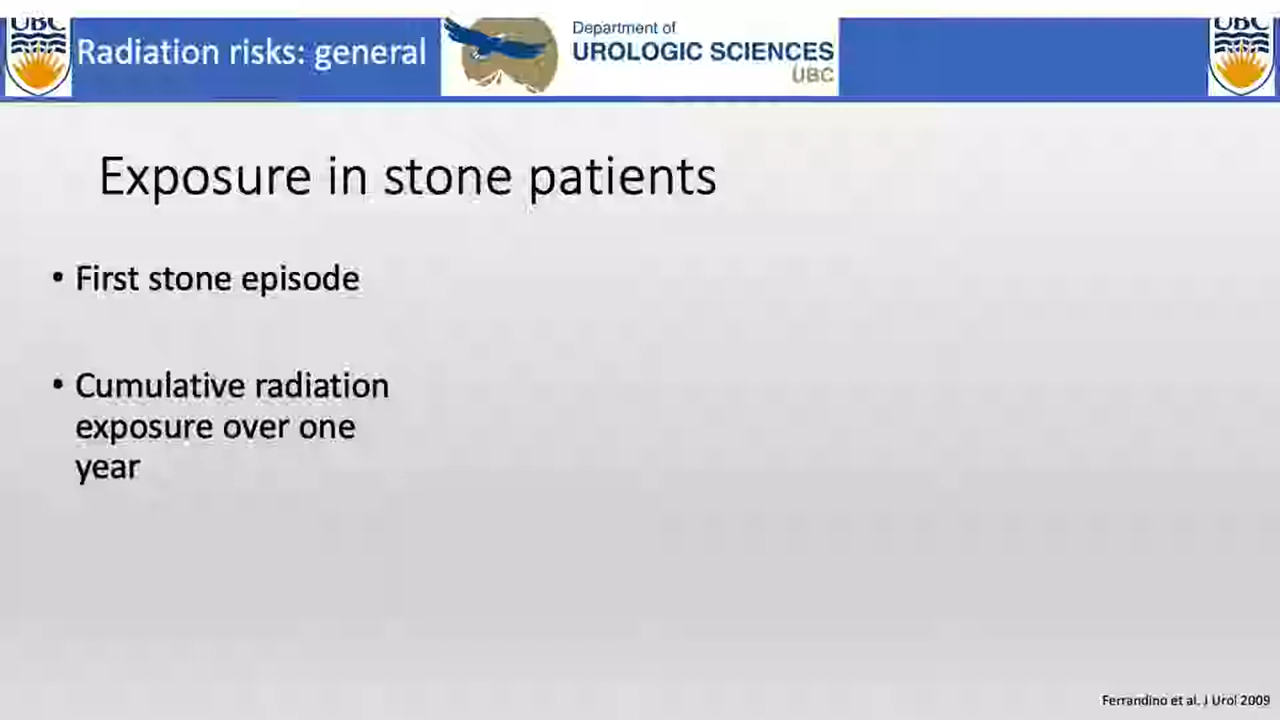 UBC
Radiation risks: general
Department of
UROLOGIC SCIENCES
UBC
UBC
Exposure in stone patients
• First stone episode
• Cumulative radiation
exposure over one
year
Ferrandino et al. J Urol 2009